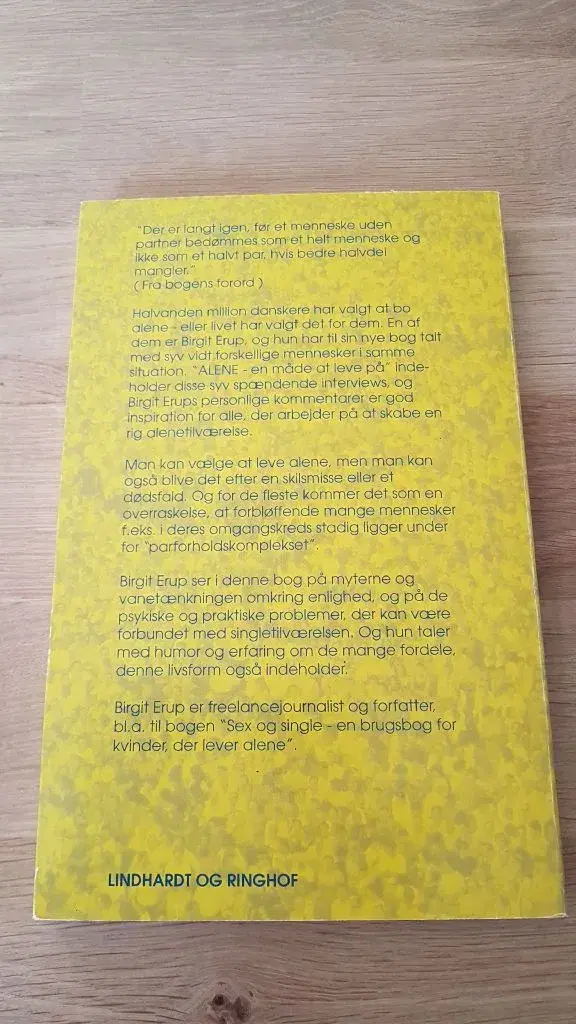 "Der er langt igen, før et menneske uden
partner bedømmes som et helt menneske og
ikke som et halvt par, hvis bedre halvdel
mangler."
( Fra bogens forord )
Halvanden million danskere har valgt at bo
alene - eller livet har valgt det for dem. En af
dem er Birgit Erup, og hun har til sin nye bog talt
med syv vidt forskellige mennesker i samme
situation. "ALENE - en måde at leve på" inde-
holder disse syv spændende interviews, og
Birgit Erups personlige kommentarer er god
inspiration for alle, der arbejder på at skabe en
rig alenetilværelse.
Man kan vælge at leve alene, men man kan
også blive det efter en skilsmisse eller et
dødsfald. Og for de fleste kommer det som en
overraskelse, at forbløffende mange mennesker
f.eks. i deres omgangskreds stadig ligger under
for "parforholdskomplekset".
Birgit Erup ser i denne bog på myterne og
vanetænkningen omkring enlighed, og på de
psykiske og praktiske problemer, der kan være
forbundet med singletilværelsen. Og hun taler
med humor og erfaring om de mange fordele,
denne livsform også indeholder.
Birgit Erup er freelancejournalist og forfatter,
bl.a. til bogen "Sex og single - en brugsbog for
kvinder, der lever alene".
LINDHARDT OG RINGHOF